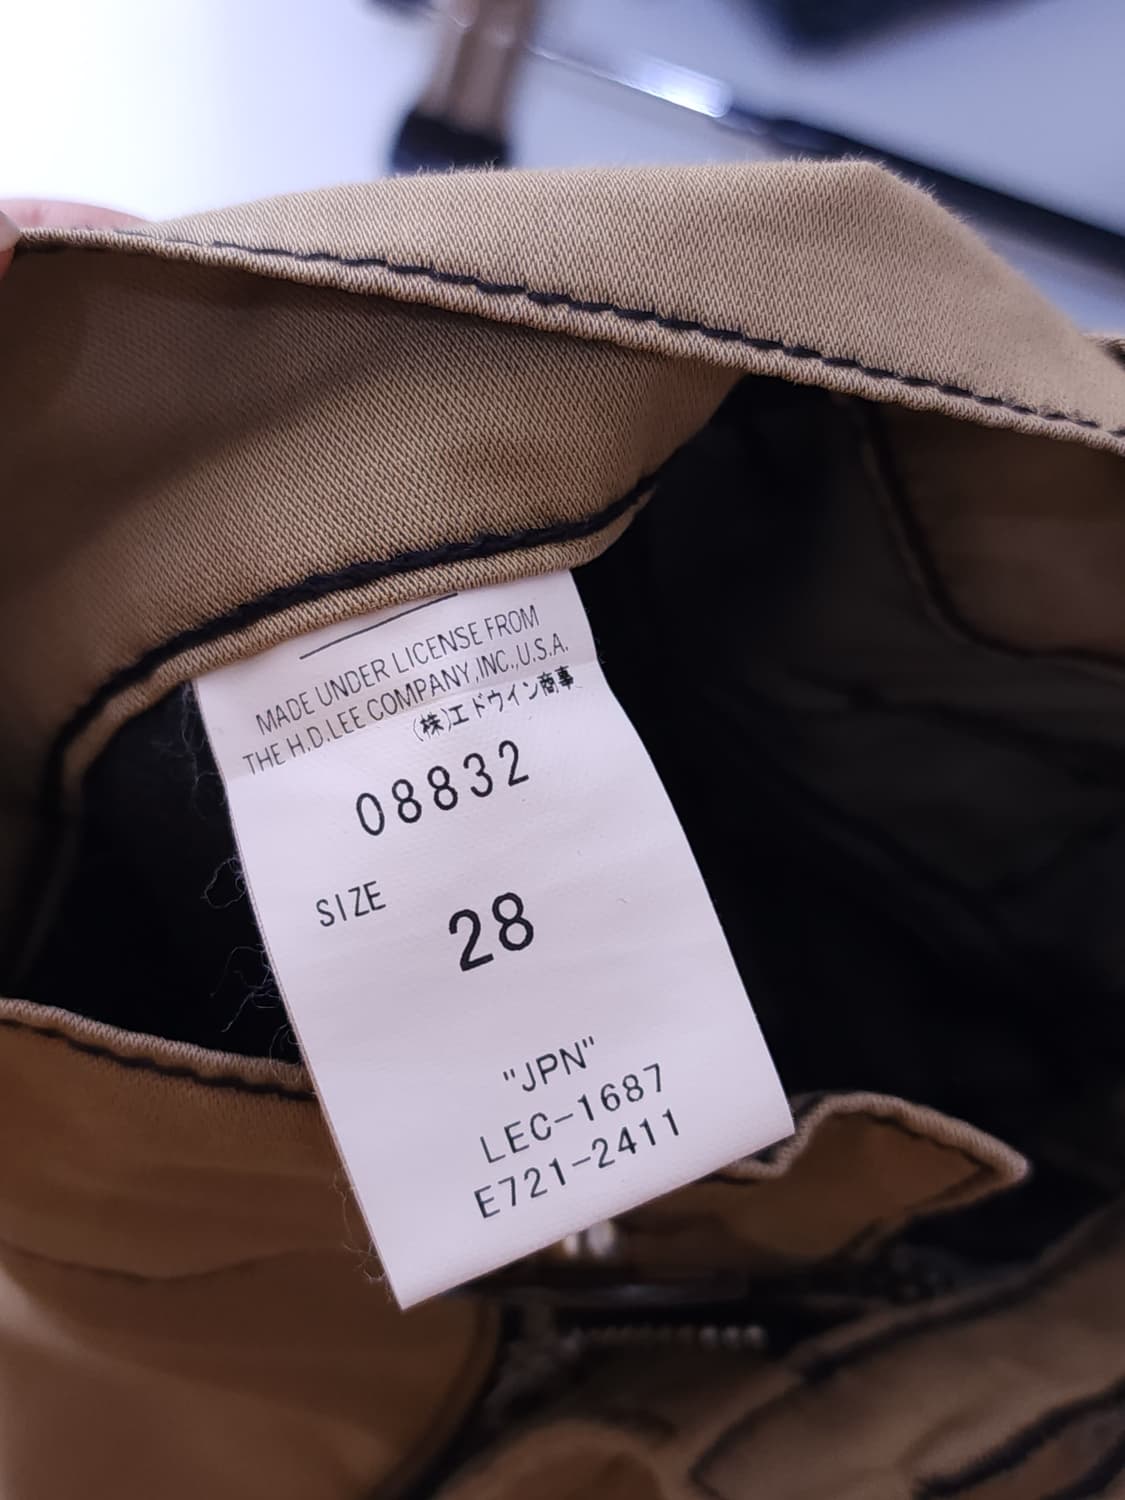 MADE UNDER LICENSE FROM
THE H.D.LEE COMPANY,INC.,U.S.A.
(株)エドウイン商事
08832
SIZE
28
"JPN"
LEC-1687
E721-2411